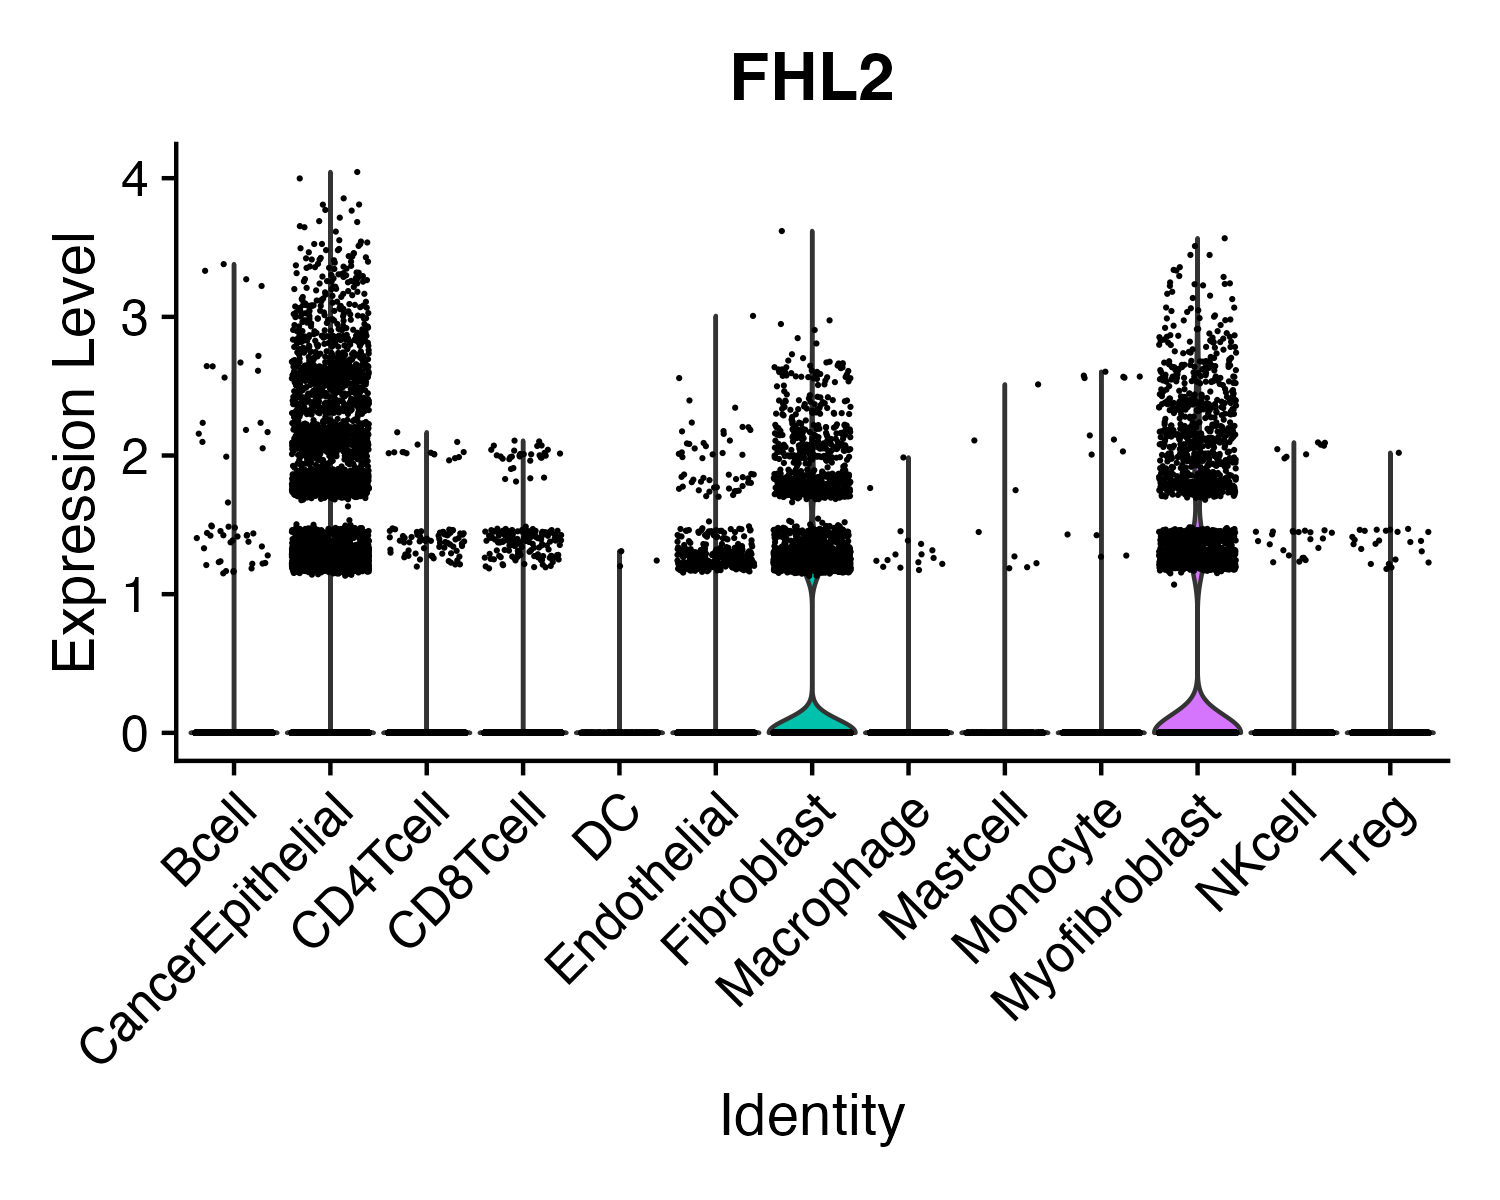 FHL2
Expression Level
4
3
2
1
0
Bcell
CancerEpithelial
CD4Tcell
CD8Tcell
DC
Endothelial
Fibroblast
Macrophage
Mastcell
Monocyte
Myofibroblast
NKcell
Treg
Identity